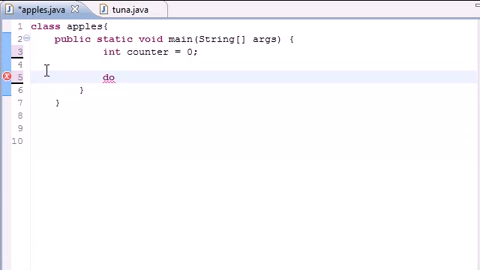 *apples.java tuna.java
1 class apples{
2 public static void main(String[] args) {
3 int counter = 0;
4
5 do
6 }
7 }
8
9
10